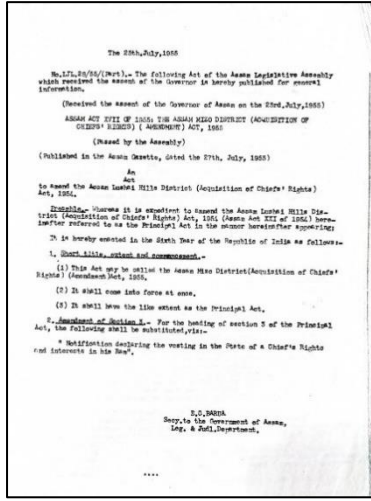 The 25th,July,1955
No.LJL.28/55/(Part).- The following Act of the Assam Legislative Assembly
which received the assent of the Governor is hereby published for general
information.
(Received the assent of the Governor of Assam on the 23rd,July,1955)
ASSAM ACT XVII OF 1955: THE ASSAM MIZO DISTRICT (ACQUISITION OF
CHIEFS' RIGHTS) ( AMENDMENT) ACT, 1955
(Passed by the Assembly)
(Published in the Assam Gazette, dated the 27th, July, 1955)
An
Act
to amend the Assam Lushai Hills District (Acquisition of Chiefs' Rights)
Act, 1954.
Preamble.- Whereas it is expedient to amend the Assam Lushai Hills Dis-
trict (Acquisition of Chiefs' Rights) Act, 1954 (Assam Act XXI of 1954) here-
inafter referred to as the Principal Act in the manner hereinafter appearing;
It is hereby enacted in the Sixth Year of the Republic of India as follows:-
1. Short title, extent and commencement.-
(1) This Act may be called the Assam Mizo District(Acquisition of Chiefs'
Rights) (Amendment)Act, 1955.
(2) It shall come into force at once.
(3) It shall have the like extent as the Principal Act.
2. Amendment of Section 3.- For the heading of section 3 of the Principal
Act, the following shall be substituted,viz:-
" Notification declaring the vesting in the State of a Chief's Rights
and interests in his Ram".
Secy.to the Government of Assam,
Leg. & Judl.Department.
....